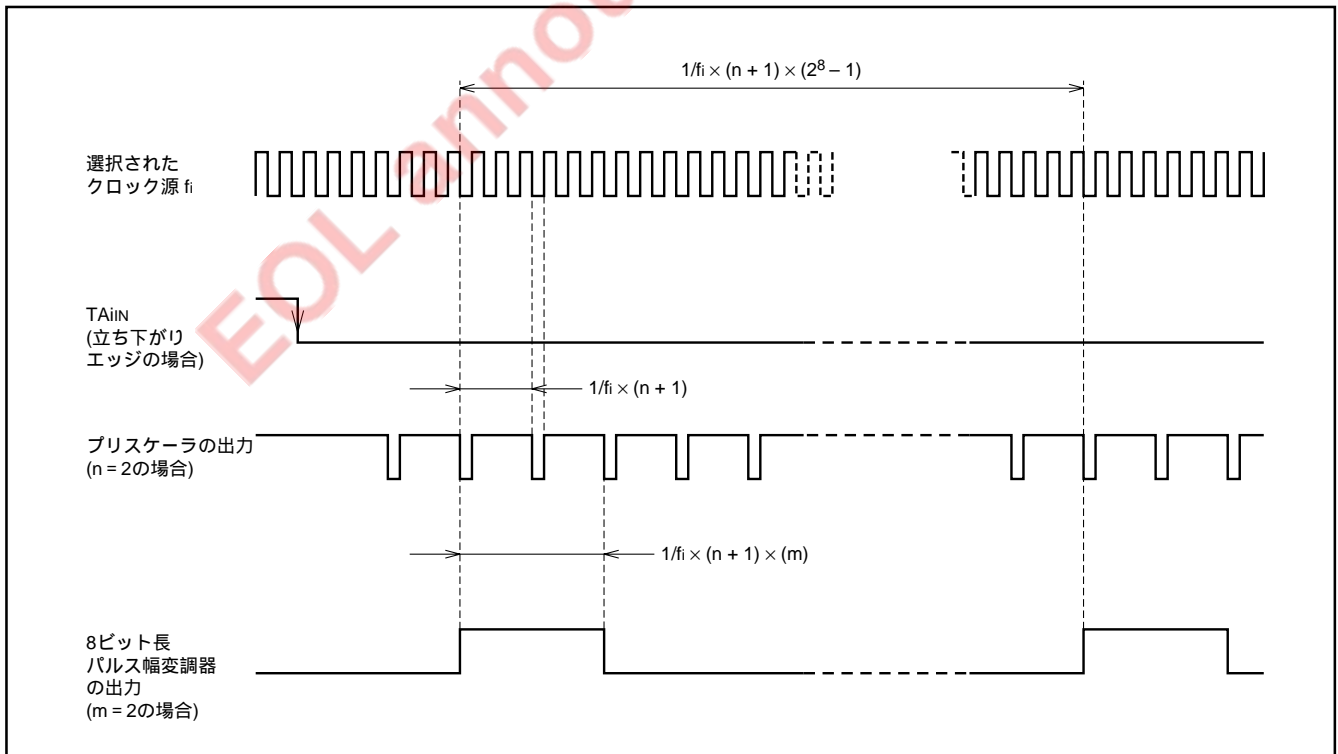 EOL annou
1/fi × (n + 1) × (2⁸ – 1)
選択された
クロック源 fi
TAiIN
(立ち下がり
エッジの場合)
1/fi × (n + 1)
プリスケーラの出力
(n = 2の場合)
1/fi × (n + 1) × (m)
8ビット長
パルス幅変調器
の出力
(m = 2の場合)